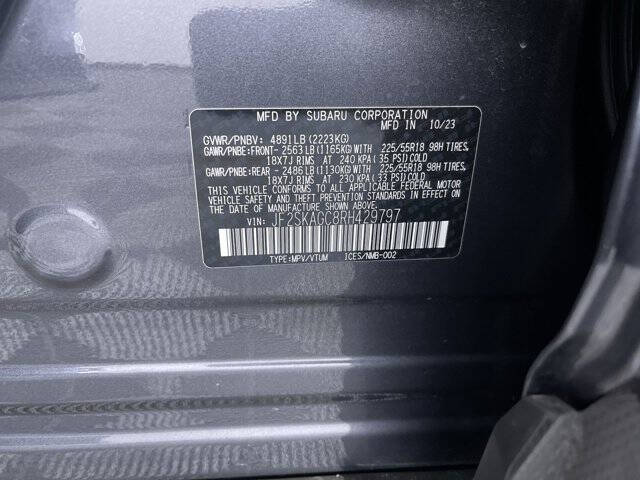 MFD BY SUBARU CORPORATION
MFD IN 10/23
GVWR/PNBV: 4891LB(2223KG)
GAWR/PNBE:FRONT- 2563LB(1165KG) WITH 225/55R18 98H TIRES,
18X7J RIMS AT 240 KPA(35 PSI)COLD
GAWR/PNBE:REAR - 2486LB(1130KG) WITH 225/55R18 98H TIRES,
18X7J RIMS AT 230 KPA(33 PSI)COLD
THIS VEHICLE CONFORMS TO ALL APPLICABLE FEDERAL MOTOR
VEHICLE SAFETY AND THEFT PREVENTION STANDARDS IN EFFECT ON
THE DATE OF MANUFACTURE SHOWN ABOVE.
VIN: JF2SKAGC8RH429797
TYPE:MPV/VTUM ICES/NMB-002